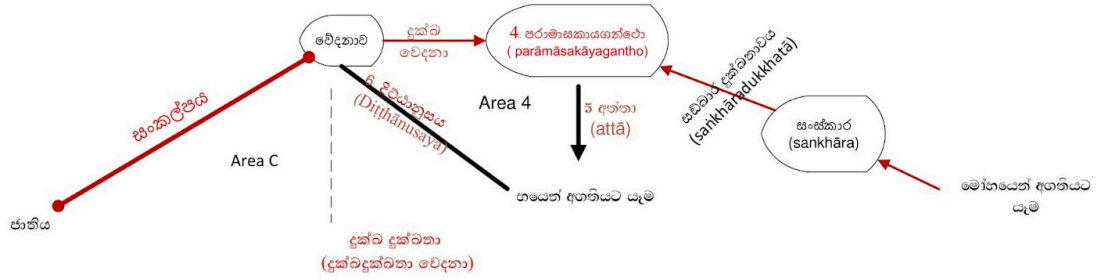 වේදනාව
දුක්ඛ
වෙදනා
4. පරාමාසකායගන්ථො
( parāmāsakāyagantho)
සංකල්පය
6. දිට්ඨානුසය
(Diṭṭhānusaya)
Area 4
5 අත්තා
(attā)
සඞ්ඛාර දුක්ඛතාවය
(saṅkhāradukkhatā)
සංස්කාර
(sankhāra)
Area C
ජාතිය
භයෙන් අගතියට යෑම
මෝහයෙන් අගතියට
යෑම
දුක්ඛ දුක්ඛතා
(දුක්ඛදුක්ඛතා වේදනා)